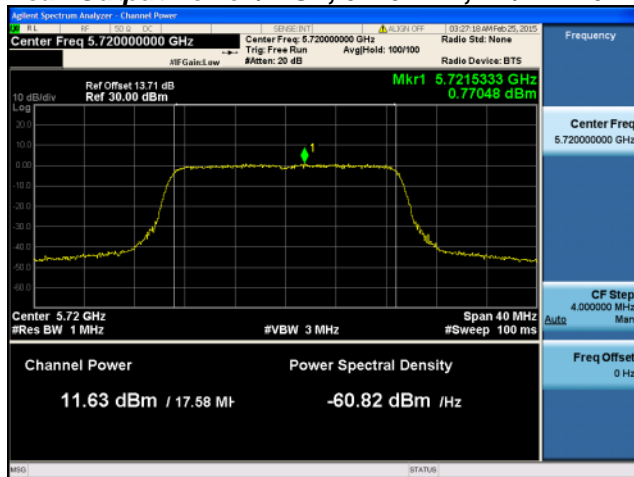 Agilent Spectrum Analyzer - Channel Power
RL RF 50 Ω DC SENSE:INT ALIGN OFF 03:27:18 AM Feb 25, 2015
Center Freq 5.720000000 GHz
Center Freq: 5.720000000 GHz
Radio Std: None
Trig: Free Run Avg|Hold: 100/100
#IFGain:Low
#Atten: 20 dB
Radio Device: BTS
Frequency
Mkr1 5.7215333 GHz
0.77048 dBm
Ref Offset 13.71 dB
10 dB/div Ref 30.00 dBm
Log
20.0
10.0
0.00
-10.0
-20.0
-30.0
-40.0
-50.0
-60.0
1
Center Freq
5.720000000 GHz
Center 5.72 GHz Span 40 MHz
#Res BW 1 MHz #VBW 3 MHz #Sweep 100 ms
CF Step
4.000000 MHz
Auto Man
Freq Offset
0 Hz
Channel Power Power Spectral Density
11.63 dBm / 17.58 MH -60.82 dBm /Hz
MSG STATUS